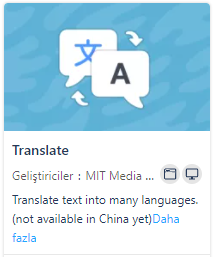 文
A
Translate
Geliştiriciler : MIT Media ...
Translate text into many languages.
(not available in China yet)Daha
fazla